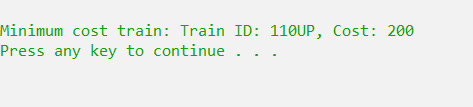 Minimum cost train: Train ID: 110UP, Cost: 200
Press any key to continue . . .